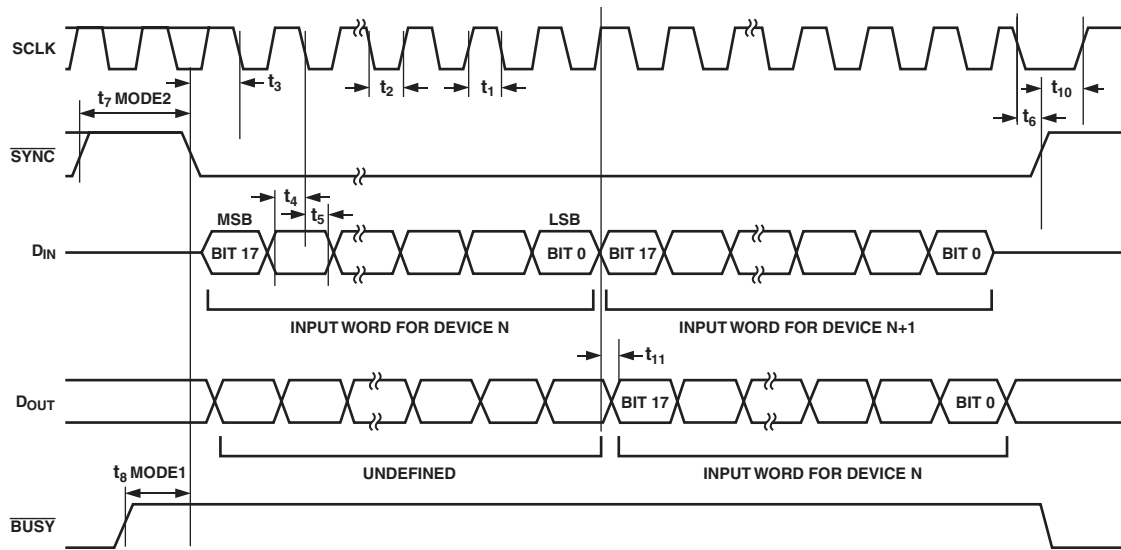 SCLK
t3
t2
t1
t10
t6
t7 MODE2
SYNC
t4
t5
MSB
LSB
DIN
BIT 17
BIT 0
BIT 17
BIT 0
INPUT WORD FOR DEVICE N
INPUT WORD FOR DEVICE N+1
t11
DOUT
BIT 17
BIT 0
UNDEFINED
INPUT WORD FOR DEVICE N
t8 MODE1
BUSY